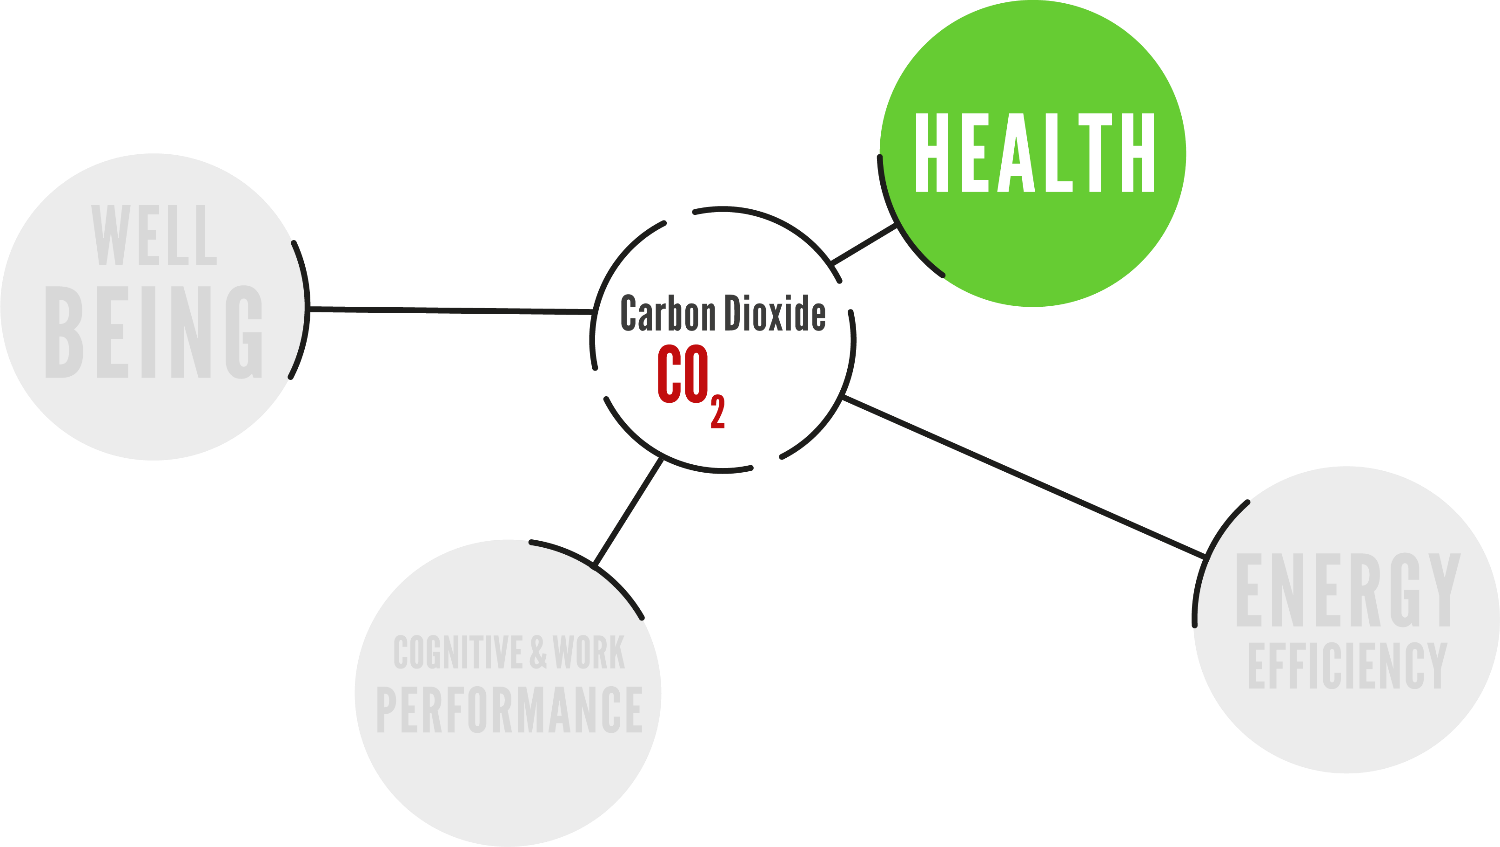 HEALTH
WELL
BEING
Carbon Dioxide
CO₂
COGNITIVE & WORK
PERFORMANCE
ENERGY
EFFICIENCY